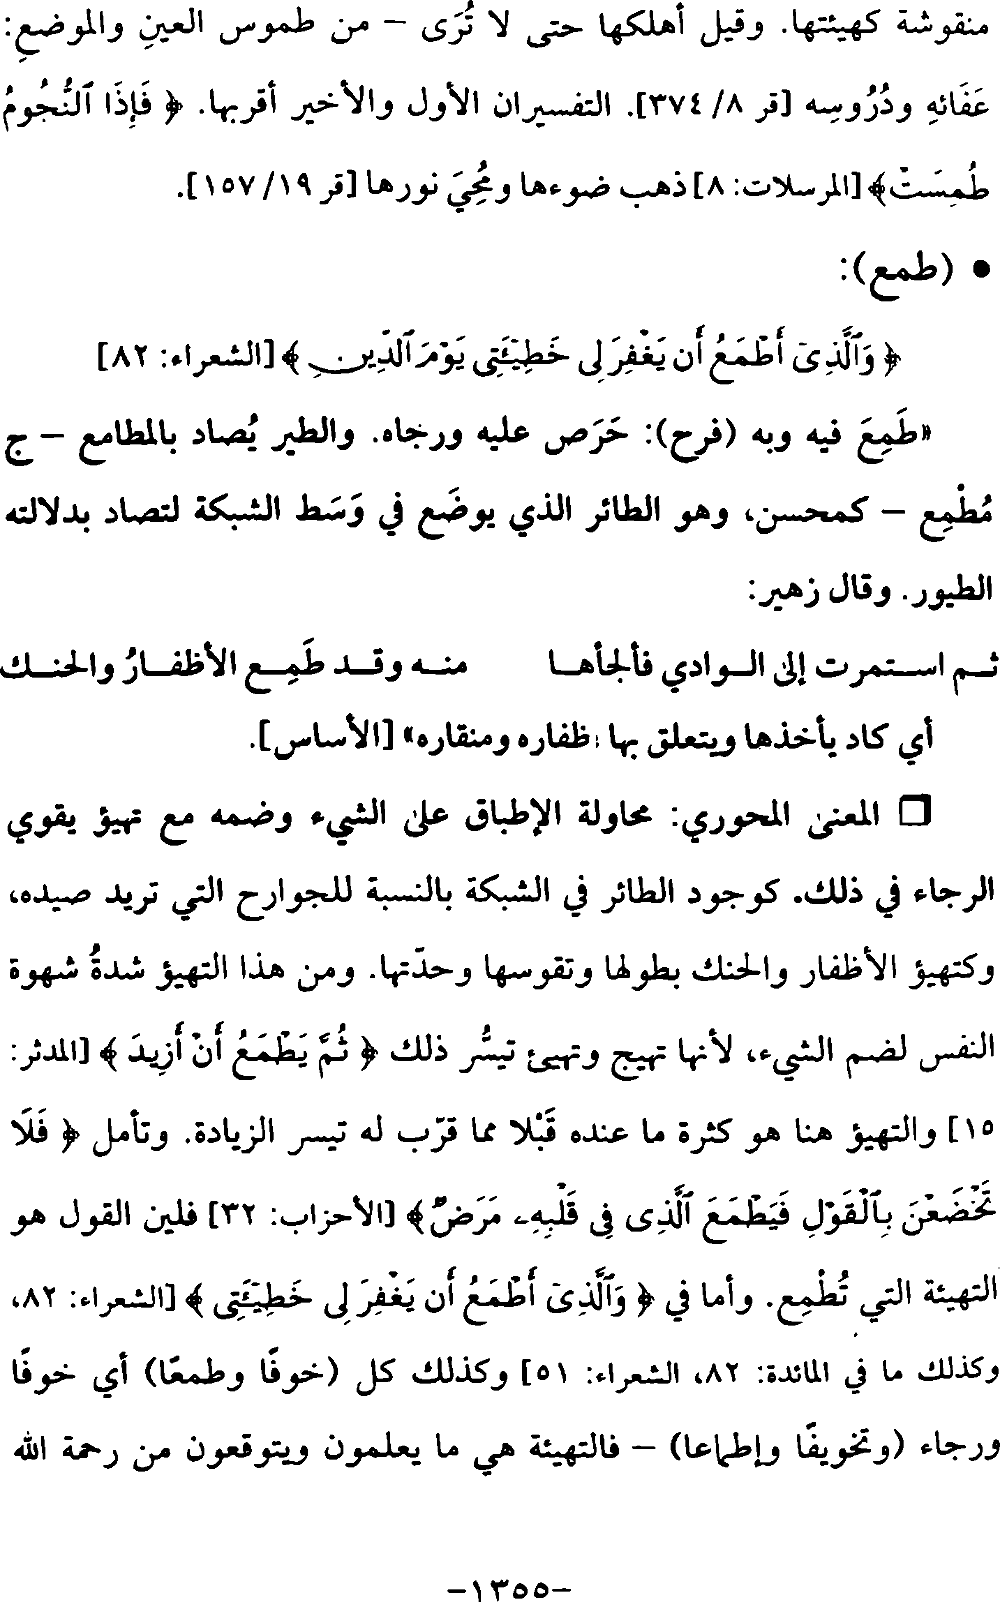 منقوشة كهيئتها. وقيل أهلكها حتى لا تُرَى – من طموس العينِ والموضعِ:
عَفَائهِ ودُرُوسِه [قر ٨/ ٣٧٤]. التفسيران الأول والأخير أقربها. ﴿ فَإِذَا ٱلنُّجُومُ
طُمِسَتْ﴾ [المرسلات: ٨] ذهب ضوءها ومُحِيَ نورها [قر ١٩/ ١٥٧].
• (طمع):
﴿ وَٱلَّذِىٓ أَطْمَعُ أَن يَغْفِرَ لِى خَطِيٓـَٔتِى يَوْمَ ٱلدِّينِ ﴾ [الشعراء: ٨٢]
«طَمِعَ فيه وبه (فرح): حَرَص عليه ورجاه. والطير يُصاد بالمطامع – ج
مُطْمِع – كمحسن، وهو الطائر الذي يوضَع في وَسَط الشبكة لتصاد بدلالته
الطيور. وقال زهير:
ثـم اسـتمرت إلى الـوادي فألجأهـا منـه وقـد طَمِـع الأظفـارُ والحنـك
أي كاد يأخذها ويتعلق بها ظفاره ومنقاره» [الأساس].
□ المعنى المحوري: محاولة الإطباق على الشيء وضمه مع تهيؤ يقوي
الرجاء في ذلك. كوجود الطائر في الشبكة بالنسبة للجوارح التي تريد صيده،
وكتهيؤ الأظفار والحنك بطولها وتقوسها وحدّتها. ومن هذا التهيؤ شدةُ شهوة
النفس لضم الشيء، لأنها تهيج وتهيئ تيسُّر ذلك ﴿ ثُمَّ يَطْمَعُ أَنْ أَزِيدَ ﴾ [المدثر:
١٥] والتهيؤ هنا هو كثرة ما عنده قَبْلا مما قرّب له تيسر الزيادة. وتأمل ﴿ فَلَا
تَخْضَعْنَ بِٱلْقَوْلِ فَيَطْمَعَ ٱلَّذِى فِى قَلْبِهِۦ مَرَضٌ﴾ [الأحزاب: ٣٢] فلين القول هو
التهيئة التي تُطْمِع. وأما في ﴿ وَٱلَّذِىٓ أَطْمَعُ أَن يَغْفِرَ لِى خَطِيٓـَٔتِى ﴾ [الشعراء: ٨٢،
وكذلك ما في المائدة: ٨٢، الشعراء: ٥١] وكذلك كل (خوفًا وطمعًا) أي خوفًا
ورجاء (وتخويفًا وإطماعا) – فالتهيئة هي ما يعلمون ويتوقعون من رحمة الله
-١٣٥٥-